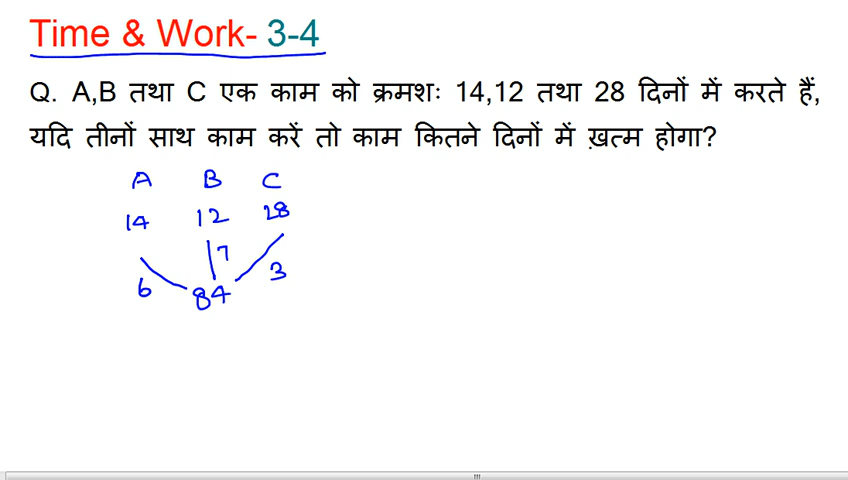 Time & Work- 3-4
Q. A,B तथा C एक काम को क्रमशः 14,12 तथा 28 दिनों में करते हैं,
यदि तीनों साथ काम करें तो काम कितने दिनों में ख़त्म होगा?
A B C
14 12 28
7
6 84 3